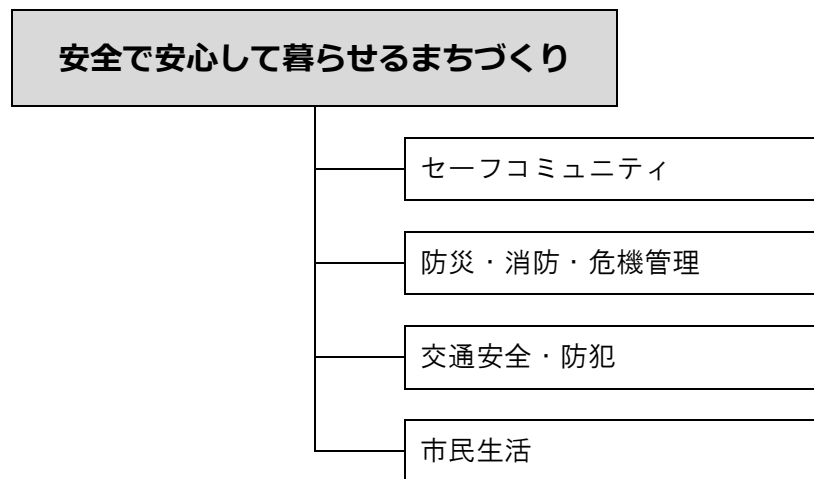 安全で安心して暮らせるまちづくり
セーフコミュニティ
防災・消防・危機管理
交通安全・防犯
市民生活